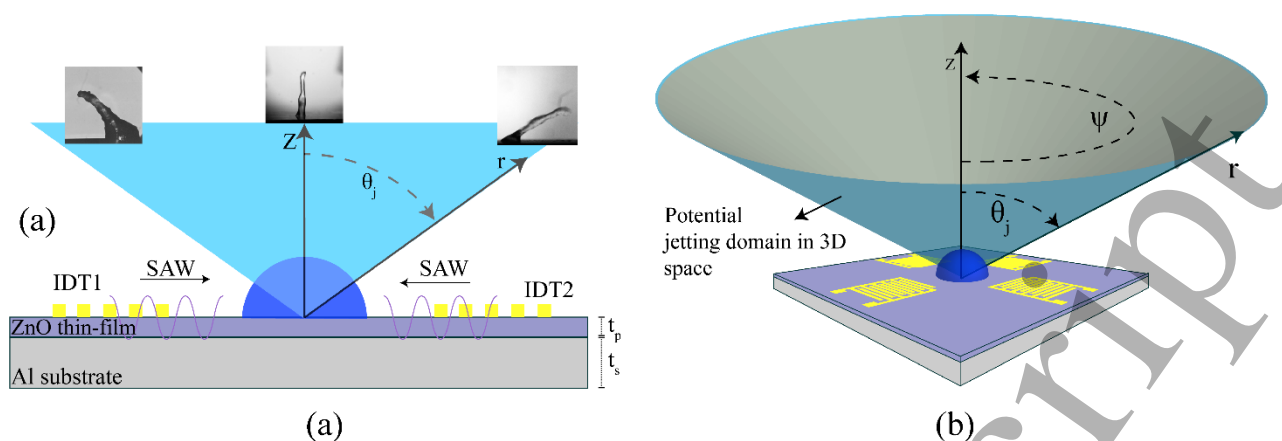 Z
r
θj
(a)
SAW
SAW
IDT1
IDT2
ZnO thin-film
tp
Al substrate
ts
(a)
z
ψ
r
θj
Potential
jetting domain in 3D
space
(b)
ript